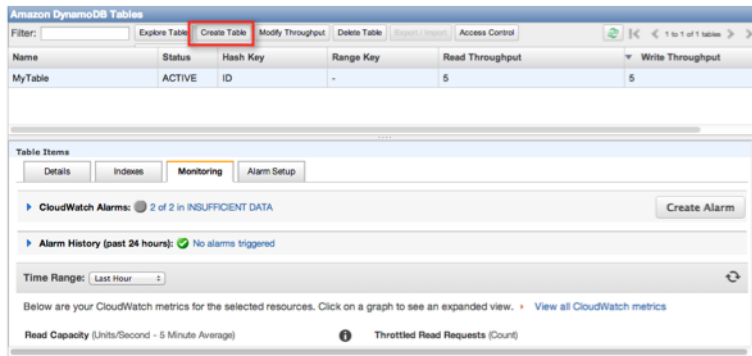 Amazon DynamoDB Tables
Filter: Explore Table Create Table Modify Throughput Delete Table Export / Import Access Control 1 to 1 of 1 tables
Name Status Hash Key Range Key Read Throughput Write Throughput
MyTable ACTIVE ID - 5 5
Table Items
Details Indexes Monitoring Alarm Setup
CloudWatch Alarms: 2 of 2 in INSUFFICIENT DATA Create Alarm
Alarm History (past 24 hours): No alarms triggered
Time Range: Last Hour
Below are your CloudWatch metrics for the selected resources. Click on a graph to see an expanded view. View all CloudWatch metrics
Read Capacity (Units/Second - 5 Minute Average) Throttled Read Requests (Count)